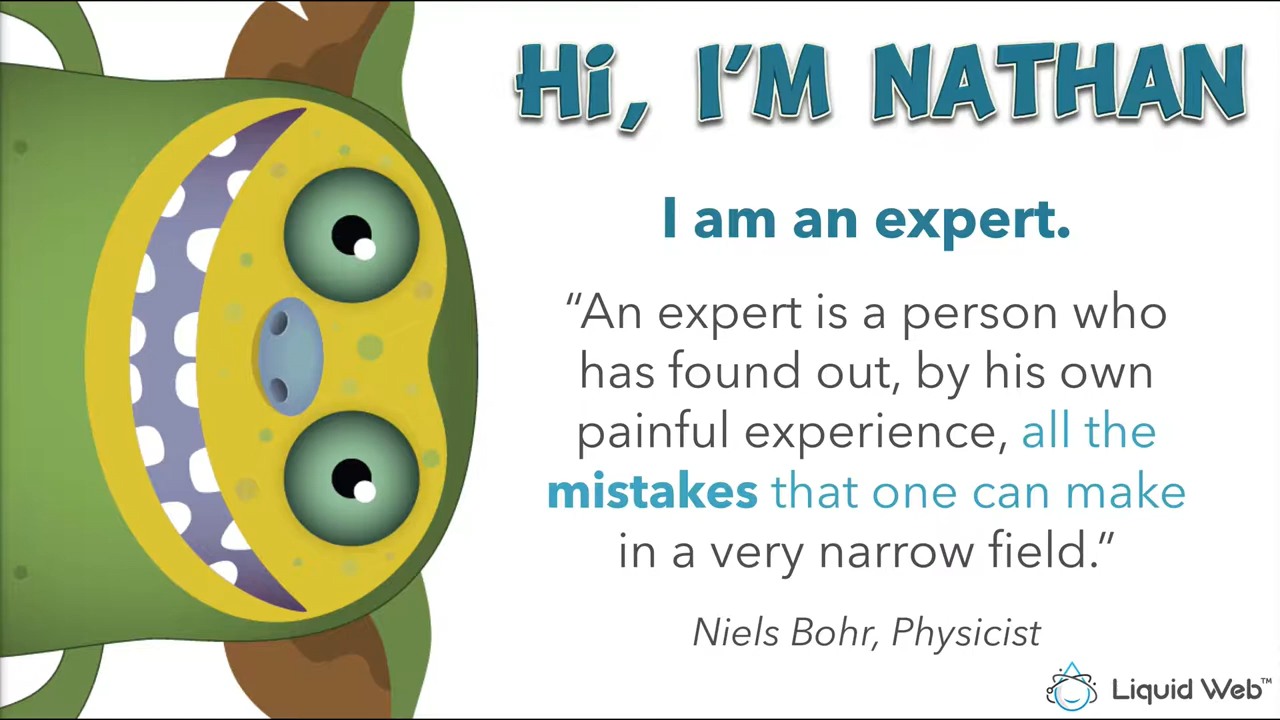 Hi, I'M NATHAN
I am an expert.
“An expert is a person who
has found out, by his own
painful experience, all the
mistakes that one can make
in a very narrow field.”
Niels Bohr, Physicist
Liquid Web™